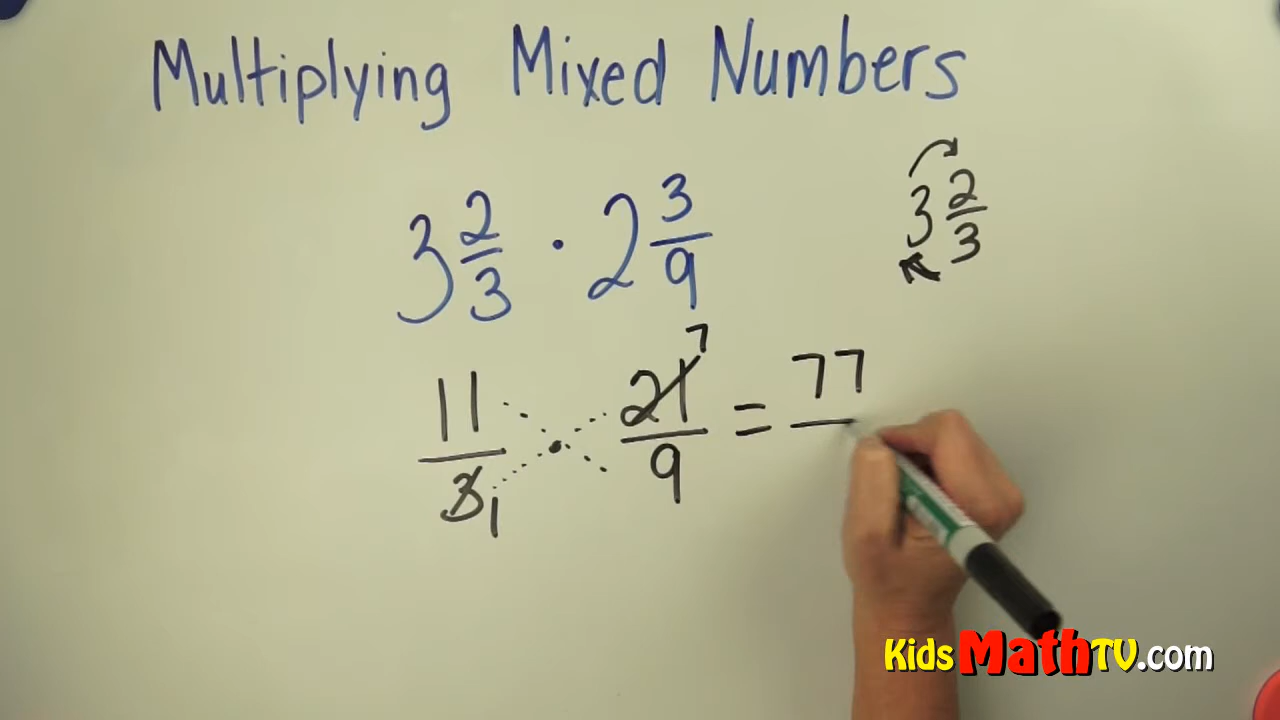 Multiplying Mixed Numbers
3 2/3 · 2 3/9
3 2/3
11/3 1 · 21/9 7 = 77
KidsMathTV.com